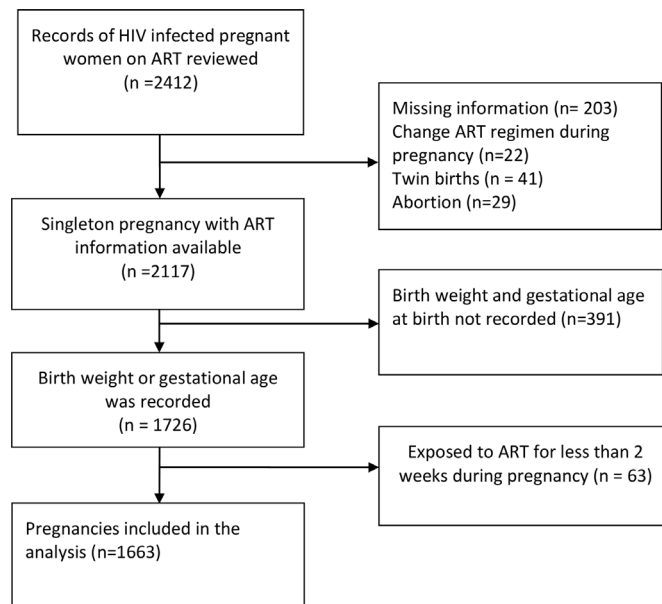 Records of HIV infected pregnant
women on ART reviewed
(n =2412)
Missing information (n= 203)
Change ART regimen during
pregnancy (n=22)
Twin births (n = 41)
Abortion (n=29)
Singleton pregnancy with ART
information available
(n =2117)
Birth weight and gestational age
at birth not recorded (n=391)
Birth weight or gestational age
was recorded
(n = 1726)
Exposed to ART for less than 2
weeks during pregnancy (n = 63)
Pregnancies included in the
analysis (n=1663)